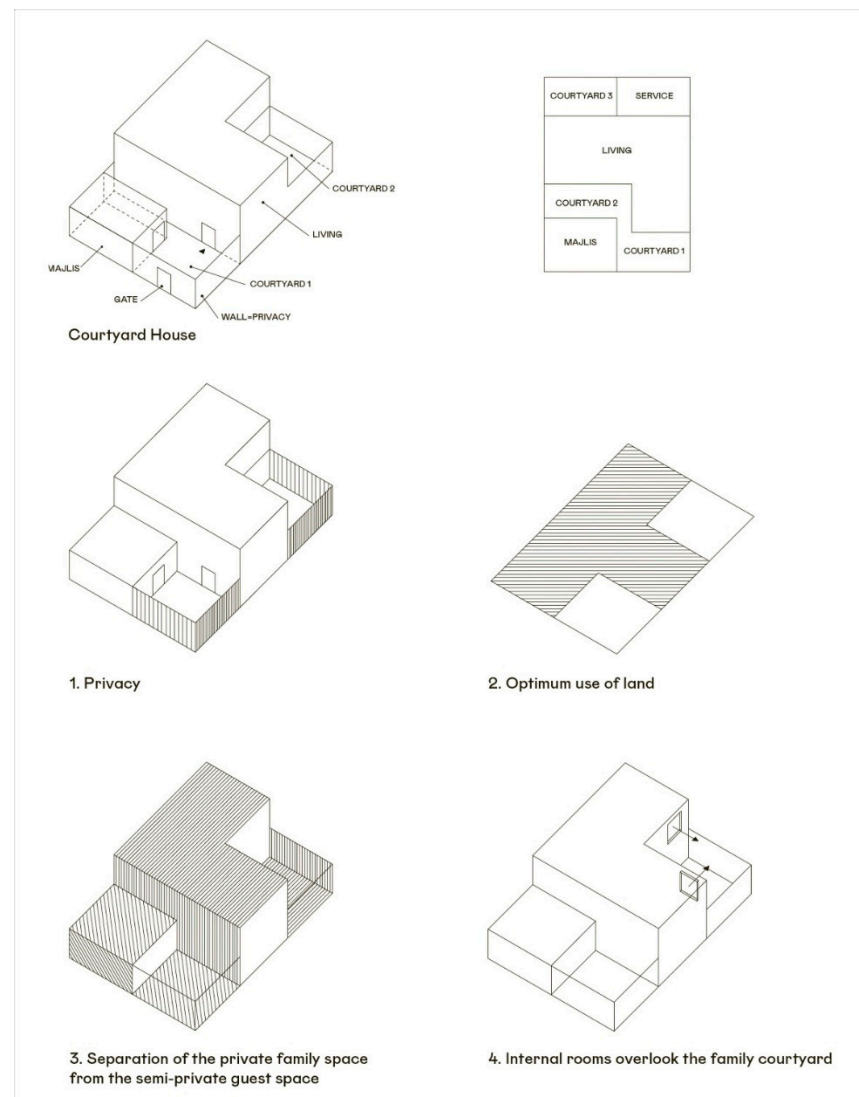 COURTYARD 2
LIVING
MAJLIS
COURTYARD 1
GATE
WALL=PRIVACY
Courtyard House
COURTYARD 3
SERVICE
LIVING
COURTYARD 2
MAJLIS
COURTYARD 1
1. Privacy
2. Optimum use of land
3. Separation of the private family space
from the semi-private guest space
4. Internal rooms overlook the family courtyard